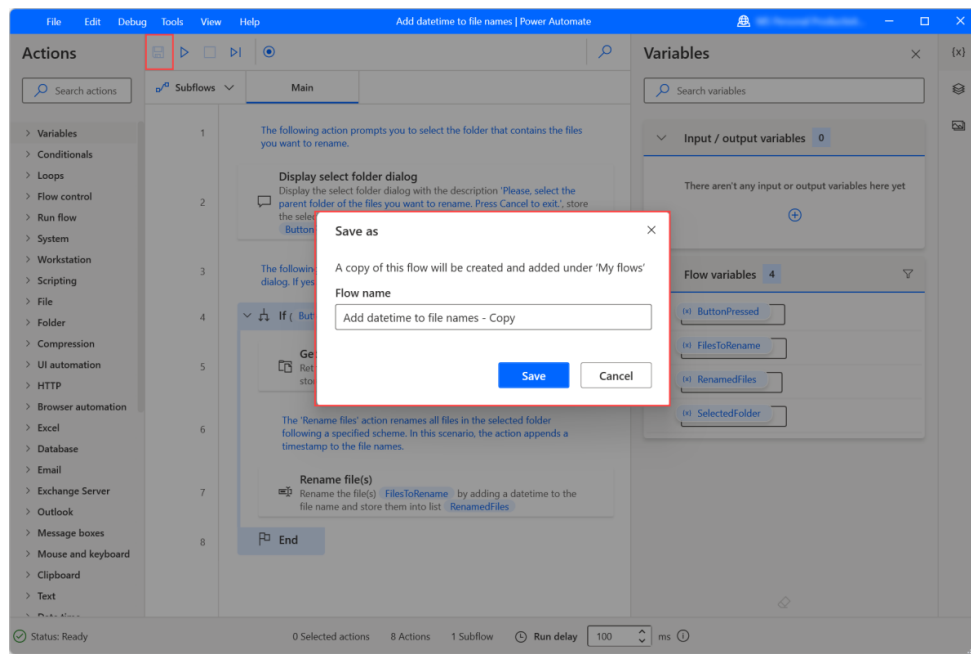 File Edit Debug Tools View Help
Add datetime to file names | Power Automate
Actions
Search actions
Variables
Conditionals
Loops
Flow control
Run flow
System
Workstation
Scripting
File
Folder
Compression
UI automation
HTTP
Browser automation
Excel
Database
Email
Exchange Server
Outlook
Message boxes
Mouse and keyboard
Clipboard
Text
Subflows
Main
1
The following action prompts you to select the folder that contains the files
you want to rename.
2
Display select folder dialog
Display the select folder dialog with the description 'Please, select the
parent folder of the files you want to rename. Press Cancel to exit.', store
the sele
Button
3
The followin
dialog. If yes
4
If ( But
5
Ge
Ret
sto
6
The 'Rename files' action renames all files in the selected folder
following a specified scheme. In this scenario, the action appends a
timestamp to the file names.
7
Rename file(s)
Rename the file(s) FilesToRename by adding a datetime to the
file name and store them into list RenamedFiles
8
End
Save as
A copy of this flow will be created and added under 'My flows'
Flow name
Add datetime to file names - Copy
Save Cancel
Variables
{x}
Search variables
Input / output variables 0
There aren't any input or output variables here yet
Flow variables 4
(x) ButtonPressed
(x) FilesToRename
(x) RenamedFiles
(x) SelectedFolder
Status: Ready
0 Selected actions 8 Actions 1 Subflow Run delay 100 ms